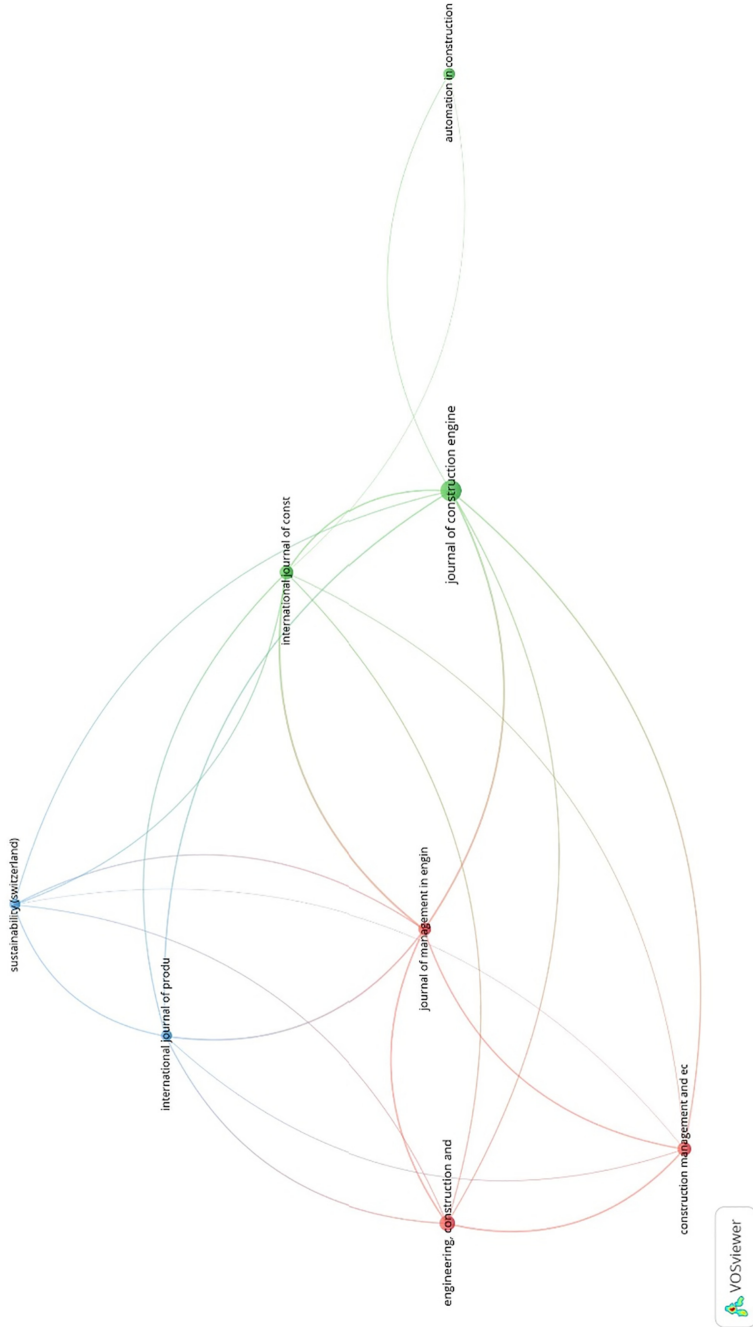 sustainability (switzerland)
international journal of produ
engineering, construction and
journal of management in engin
construction management and ec
international journal of const
journal of construction engine
automation in construction
VOSviewer